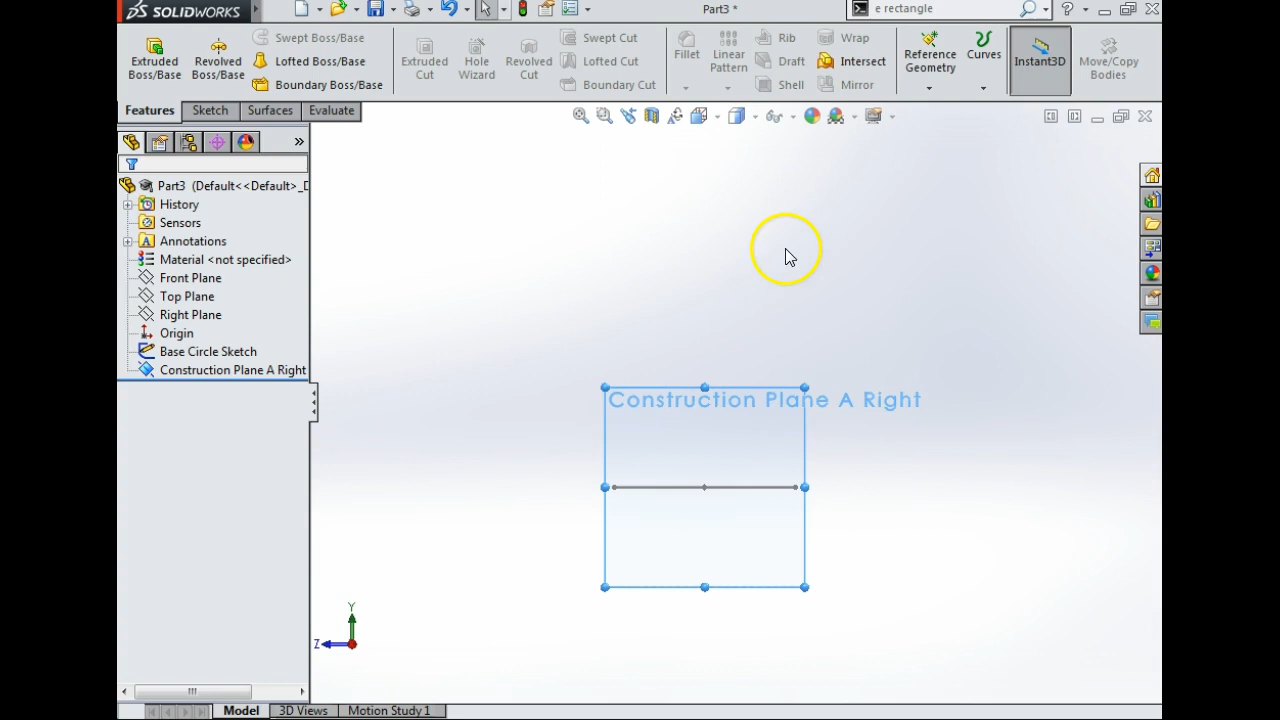 SOLIDWORKS
Part3 *
e rectangle
Extruded Boss/Base
Revolved Boss/Base
Swept Boss/Base
Lofted Boss/Base
Boundary Boss/Base
Extruded Cut
Hole Wizard
Revolved Cut
Swept Cut
Lofted Cut
Boundary Cut
Fillet
Linear Pattern
Rib
Draft
Shell
Wrap
Intersect
Mirror
Reference Geometry
Curves
Instant3D
Move/Copy Bodies
Features
Sketch
Surfaces
Evaluate
Part3 (Default<<Default>_D
History
Sensors
Annotations
Material <not specified>
Front Plane
Top Plane
Right Plane
Origin
Base Circle Sketch
Construction Plane A Right
Construction Plane A Right
Y
Z
Model
3D Views
Motion Study 1